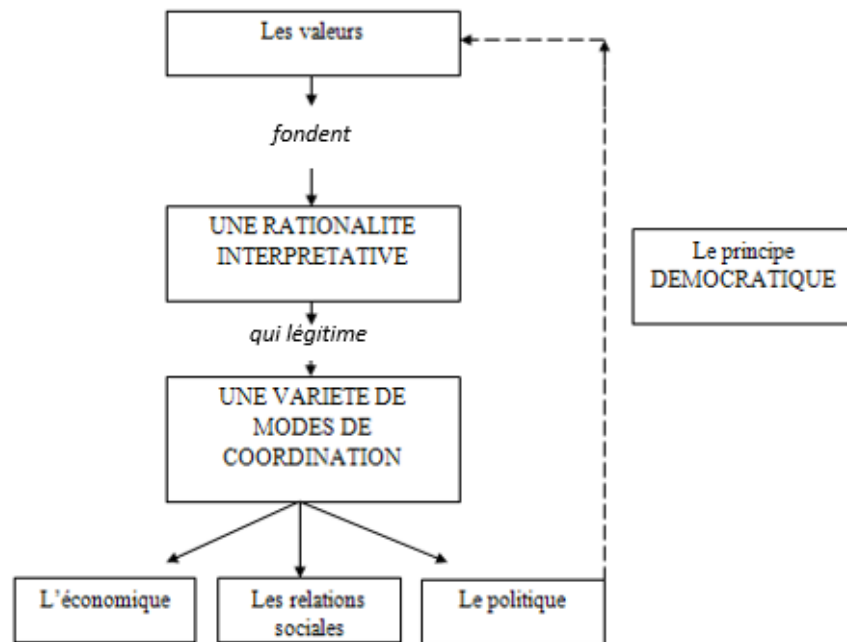 Les valeurs
fondent
UNE RATIONALITE
INTERPRETATIVE
Le principe
DEMOCRATIQUE
qui légitime
UNE VARIETE DE
MODES DE
COORDINATION
L'économique
Les relations
sociales
Le politique